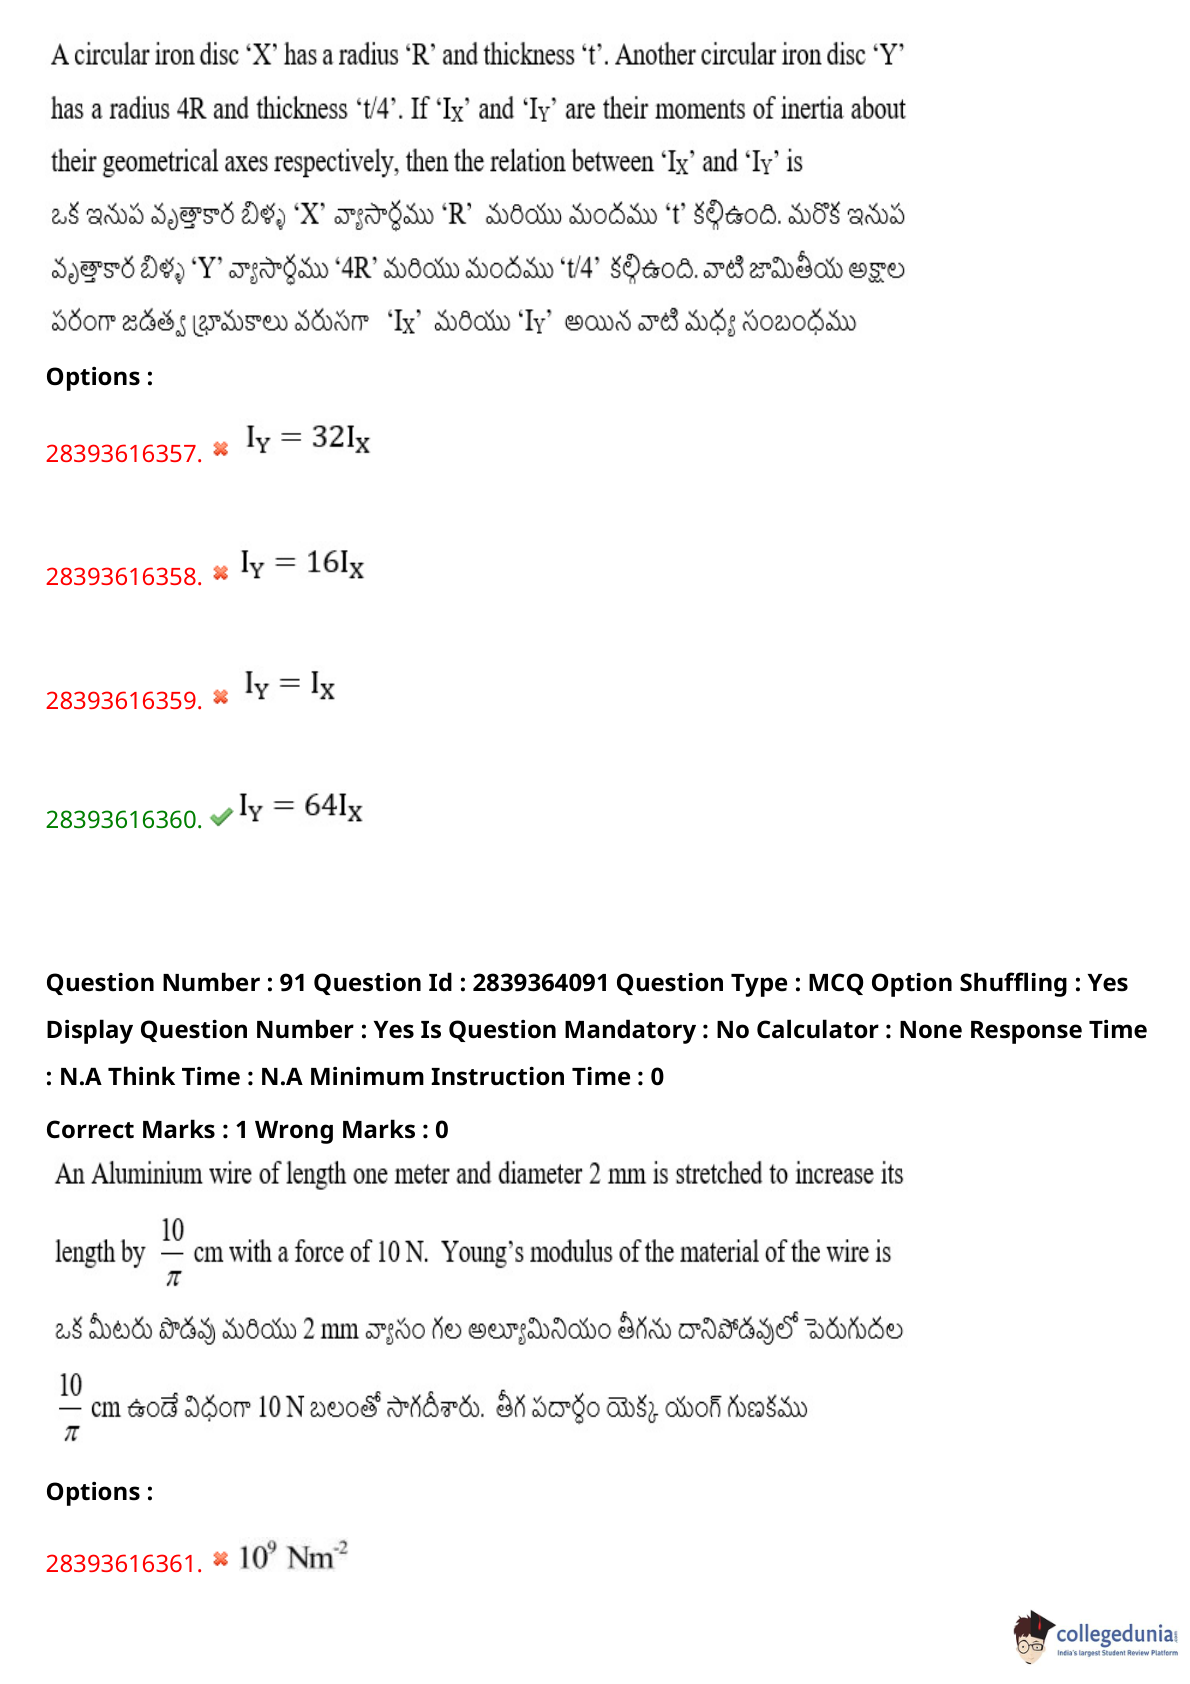 A circular iron disc ‘X’ has a radius ‘R’ and thickness ‘t’. Another circular iron disc ‘Y’
has a radius 4R and thickness ‘t/4’. If ‘I_X’ and ‘I_Y’ are their moments of inertia about
their geometrical axes respectively, then the relation between ‘I_X’ and ‘I_Y’ is
ఒక ఇనుప వృత్తాకార బిళ్ళ ‘X’ వ్యాసార్ధము ‘R’ మరియు మందము ‘t’ కల్గిఉంది. మరొక ఇనుప
వృత్తాకార బిళ్ళ ‘Y’ వ్యాసార్ధము ‘4R’ మరియు మందము ‘t/4’ కల్గిఉంది. వాటి జామితీయ అక్షాల
పరంగా జడత్వ భ్రామకాలు వరుసగా ‘I_X’ మరియు ‘I_Y’ అయిన వాటి మధ్య సంబంధము
Options :
28393616357. ✖ I_Y = 32I_X
28393616358. ✖ I_Y = 16I_X
28393616359. ✖ I_Y = I_X
28393616360. ✔ I_Y = 64I_X
Question Number : 91 Question Id : 2839364091 Question Type : MCQ Option Shuffling : Yes
Display Question Number : Yes Is Question Mandatory : No Calculator : None Response Time
: N.A Think Time : N.A Minimum Instruction Time : 0
Correct Marks : 1 Wrong Marks : 0
An Aluminium wire of length one meter and diameter 2 mm is stretched to increase its
length by 10/π cm with a force of 10 N. Young’s modulus of the material of the wire is
ఒక మీటరు పొడవు మరియు 2 mm వ్యాసం గల అల్యూమినియం తీగను దానిపోడవులో పెరుగుదల
10/π cm ఉండే విధంగా 10 N బలంతో సాగదీశారు. తీగ పదార్ధం యెక్క యంగ్ గుణకము
Options :
28393616361. ✖ 10⁹ Nm⁻²
collegedunia
India's largest Student Review Platform